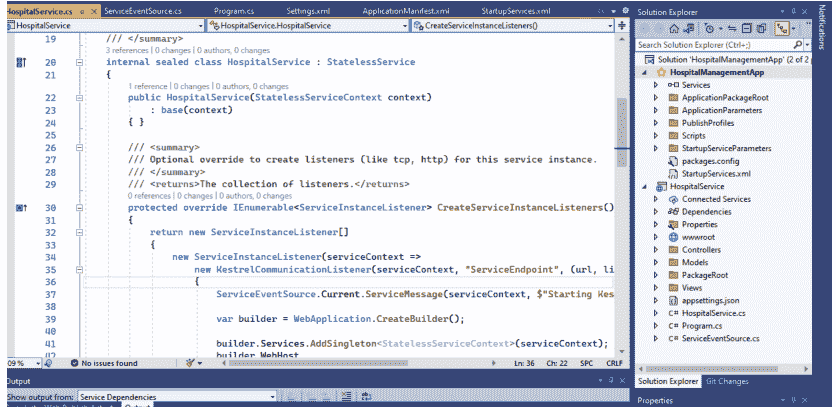 HospitalService.cs
ServiceEventSource.cs
Program.cs
Settings.xml
ApplicationManifest.xml
StartupServices.xml
HospitalService
HospitalService.HospitalService
CreateServiceInstanceListeners()
19 /// </summary>
3 references | 0 changes | 0 authors, 0 changes
20 internal sealed class HospitalService : StatelessService
21 {
1 reference | 0 changes | 0 authors, 0 changes
22 public HospitalService(StatelessServiceContext context)
23 : base(context)
24 { }
25
26 /// <summary>
27 /// Optional override to create listeners (like tcp, http) for this service instance.
28 /// </summary>
29 /// <returns>The collection of listeners.</returns>
0 references | 0 changes | 0 authors, 0 changes
30 protected override IEnumerable<ServiceInstanceListener> CreateServiceInstanceListeners()
31 {
32 return new ServiceInstanceListener[]
33 {
34 new ServiceInstanceListener(serviceContext =>
35 new KestrelCommunicationListener(serviceContext, "ServiceEndpoint", (url, li
36 {
37 ServiceEventSource.Current.ServiceMessage(serviceContext, $"Starting Kes
38
39 var builder = WebApplication.CreateBuilder();
40
41 builder.Services.AddSingleton<StatelessServiceContext>(serviceContext);
42 builder.WebHost
09 %
No issues found
Ln: 36 Ch: 22 SPC CRLF
Output
Show output from: Service Dependencies
Output
Solution Explorer
Search Solution Explorer (Ctrl+;)
Solution 'HospitalManagementApp' (2 of 2
HospitalManagementApp
Services
ApplicationPackageRoot
ApplicationParameters
PublishProfiles
Scripts
StartupServiceParameters
packages.config
StartupServices.xml
HospitalService
Connected Services
Dependencies
Properties
wwwroot
Controllers
Models
PackageRoot
Views
appsettings.json
C# HospitalService.cs
C# Program.cs
C# ServiceEventSource.cs
Solution Explorer Git Changes
Properties
Notifications